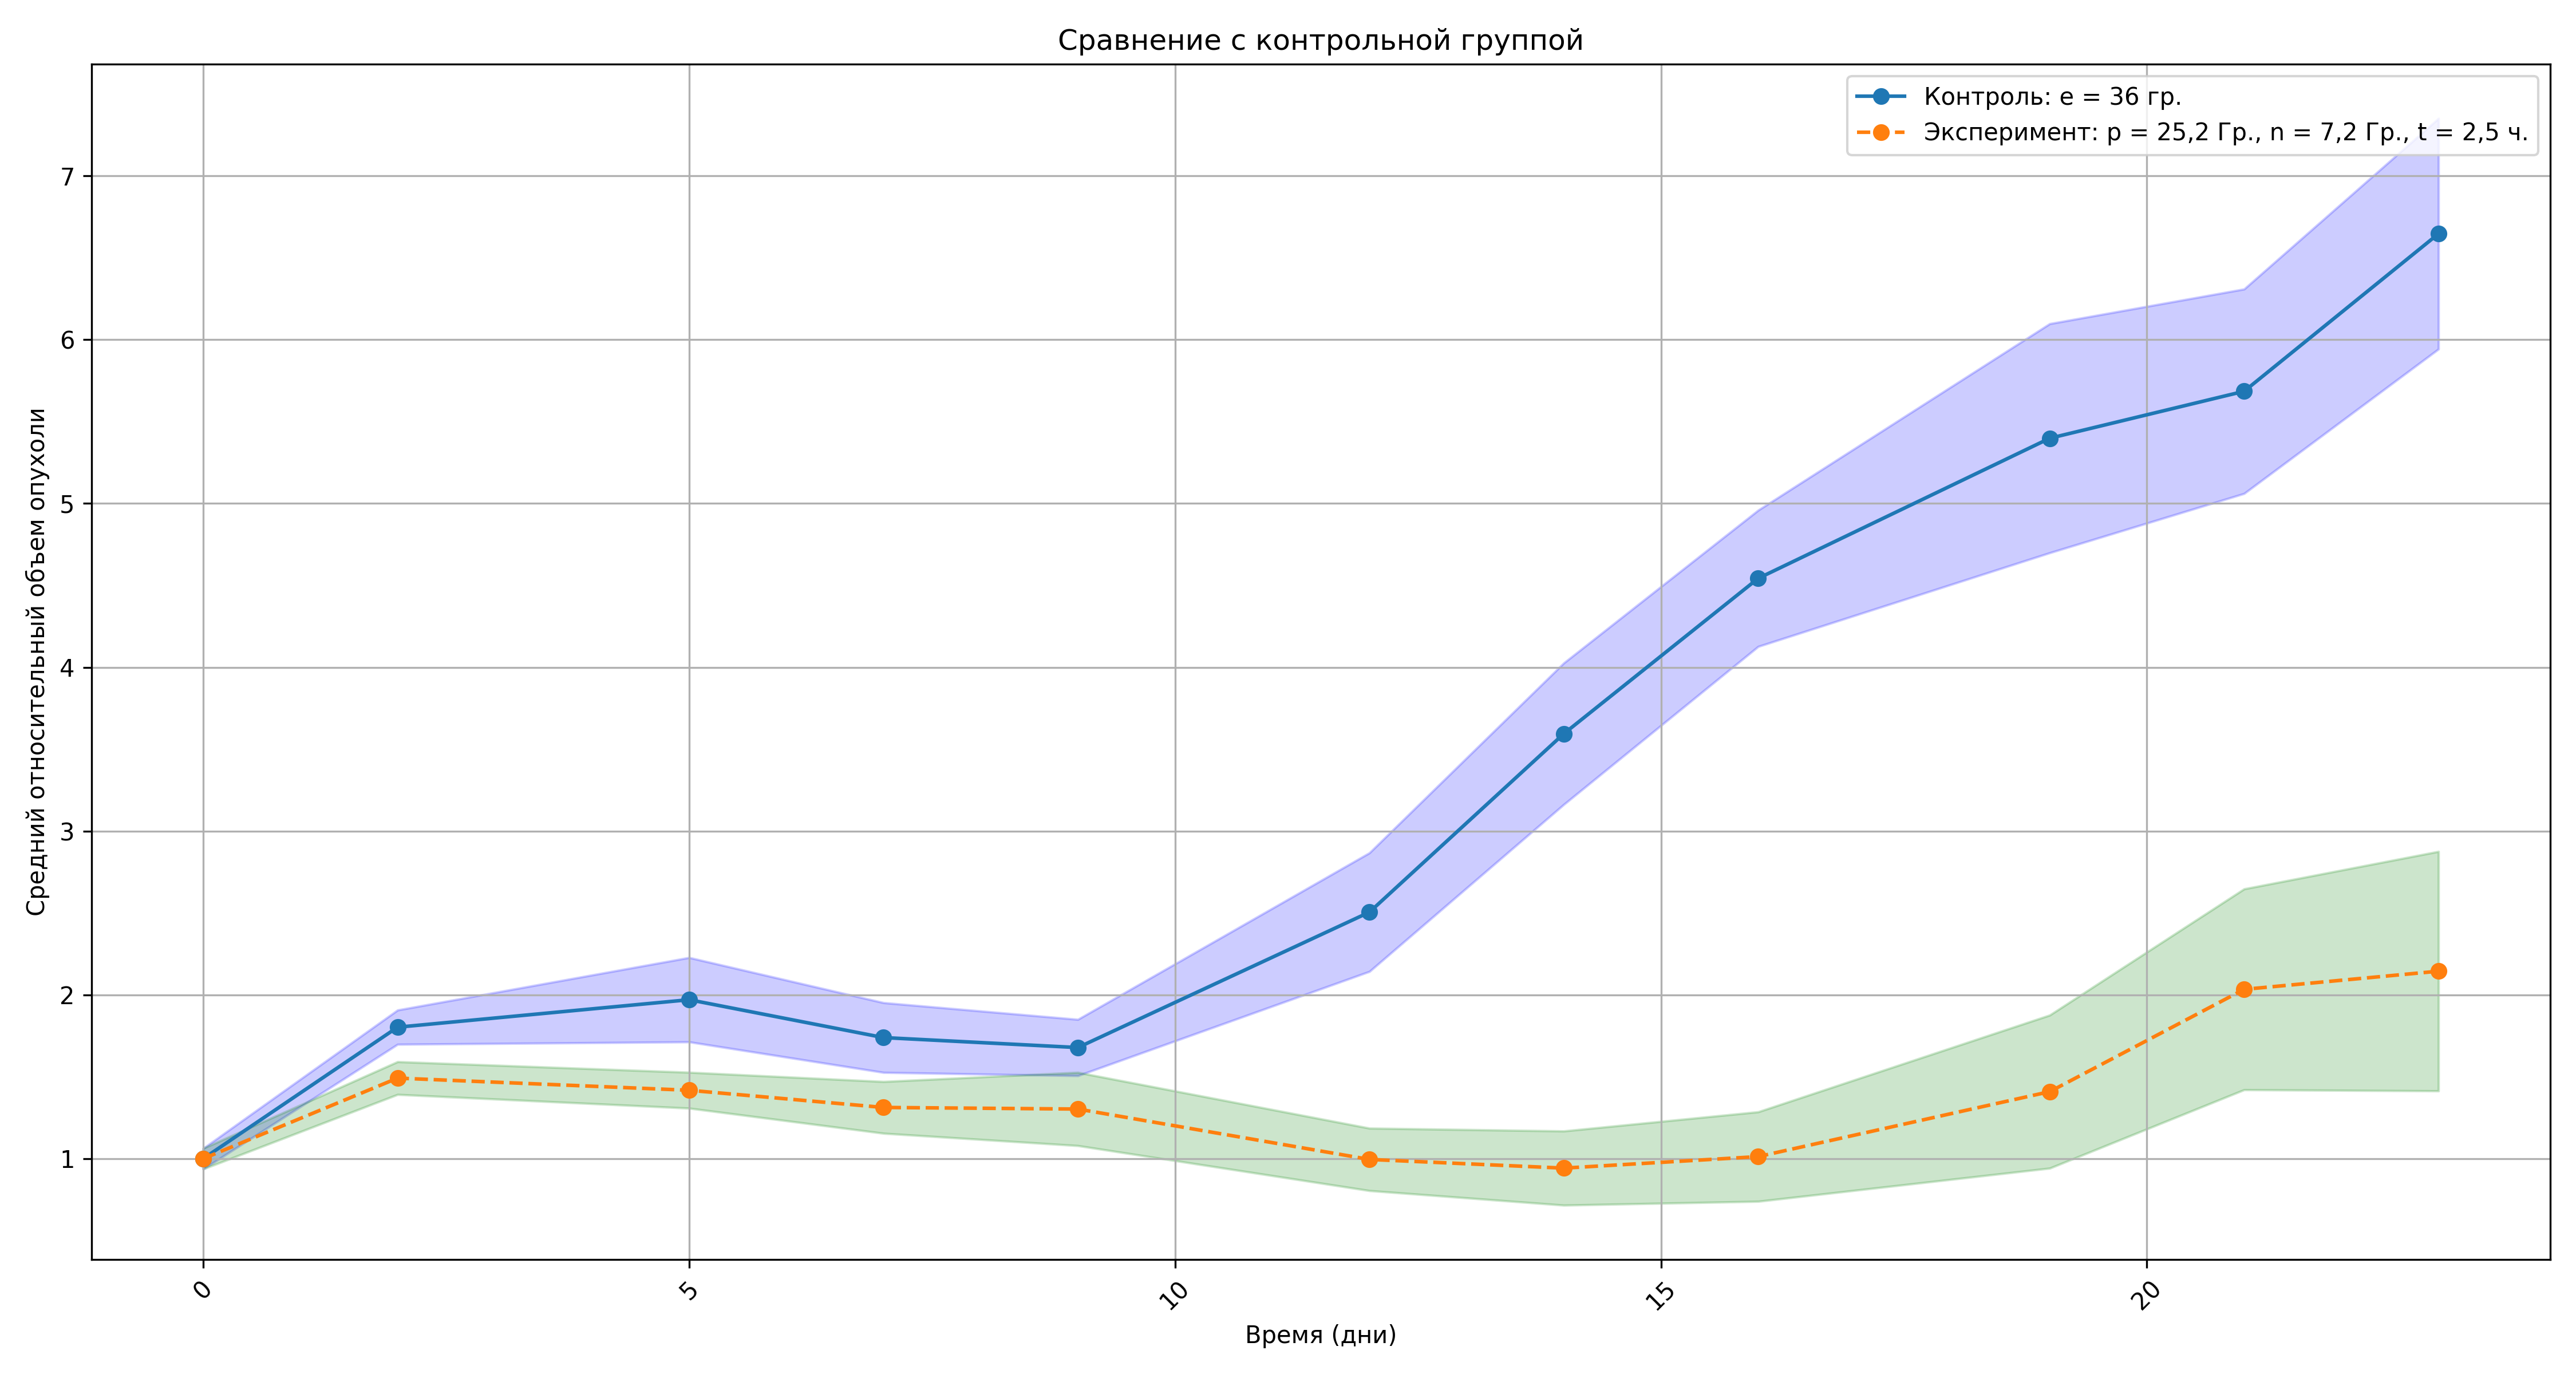 Сравнение с контрольной группой
Контроль: e = 36 гр.
Эксперимент: p = 25,2 Гр., n = 7,2 Гр., t = 2,5 ч.
Средний относительный объем опухоли
7
6
5
4
3
2
1
0
5
10
15
20
Время (дни)